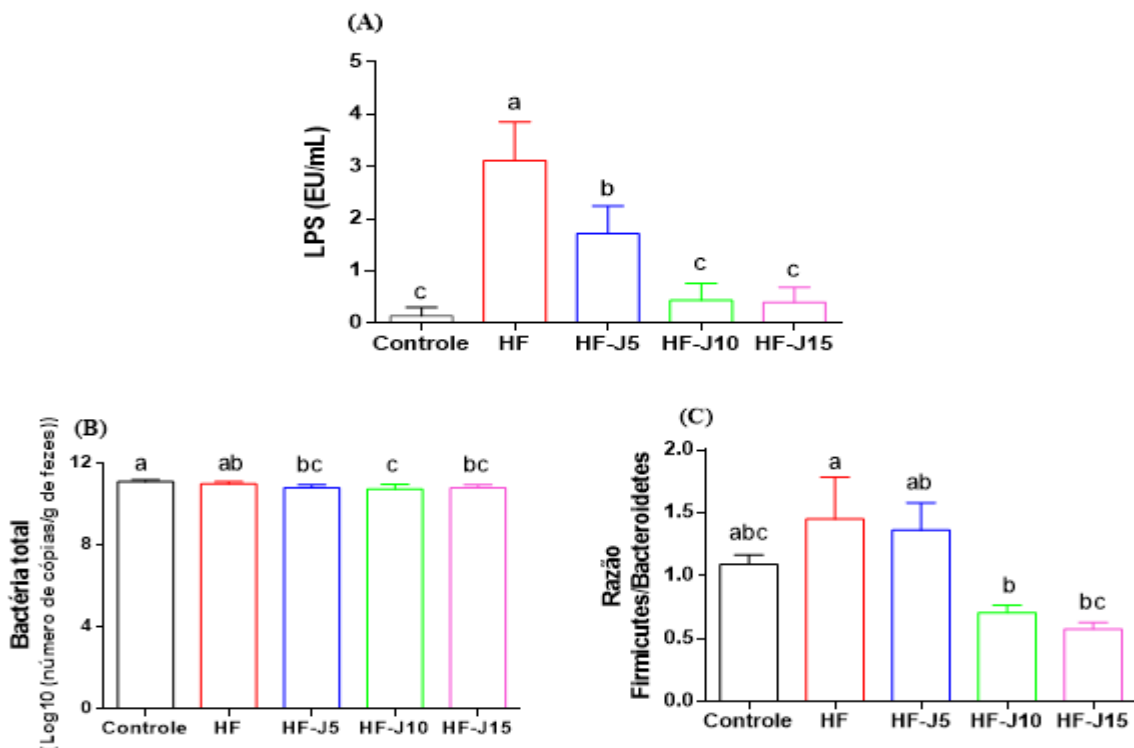 (A)
LPS (EU/mL)
5
4
3
2
1
0
a
b
c
c
c
Controle HF HF-J5 HF-J10 HF-J15
(B)
Bactéria total
(Log10 (número de cópias/g de fezes))
12
8
4
0
a ab bc c bc
Controle HF HF-J5 HF-J10 HF-J15
(C)
Razão
Firmicutes/Bacteroidetes
2.0
1.5
1.0
0.5
0.0
abc
a
ab
b
bc
Controle HF HF-J5 HF-J10 HF-J15